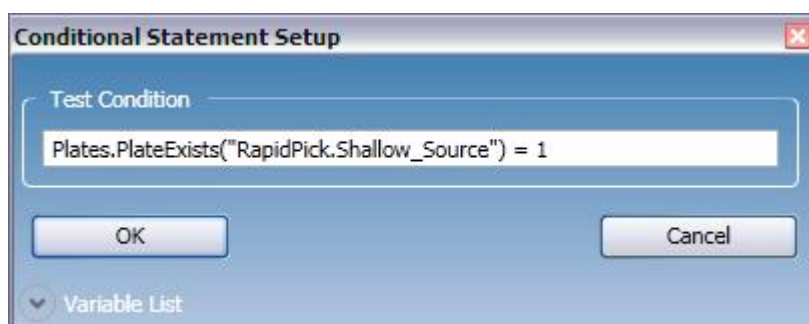 Conditional Statement Setup
Test Condition
Plates.PlateExists("RapidPick.Shallow_Source") = 1
OK Cancel
Variable List